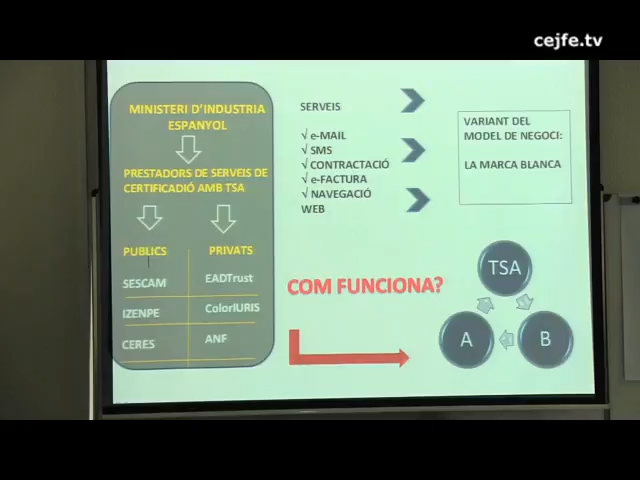 cejfe.tv
MINISTERI D'INDUSTRIA
ESPANYOL
PRESTADORS DE SERVEIS DE
CERTIFICADIÓ AMB TSA
PUBLICS
PRIVATS
SESCAM
EADTrust
IZENPE
ColorIURIS
CERES
ANF
SERVEIS
√ e-MAIL
√ SMS
√ CONTRACTACIÓ
√ e-FACTURA
√ NAVEGACIÓ
WEB
VARIANT DEL
MODEL DE NEGOCI:
LA MARCA BLANCA
COM FUNCIONA?
TSA
A
B